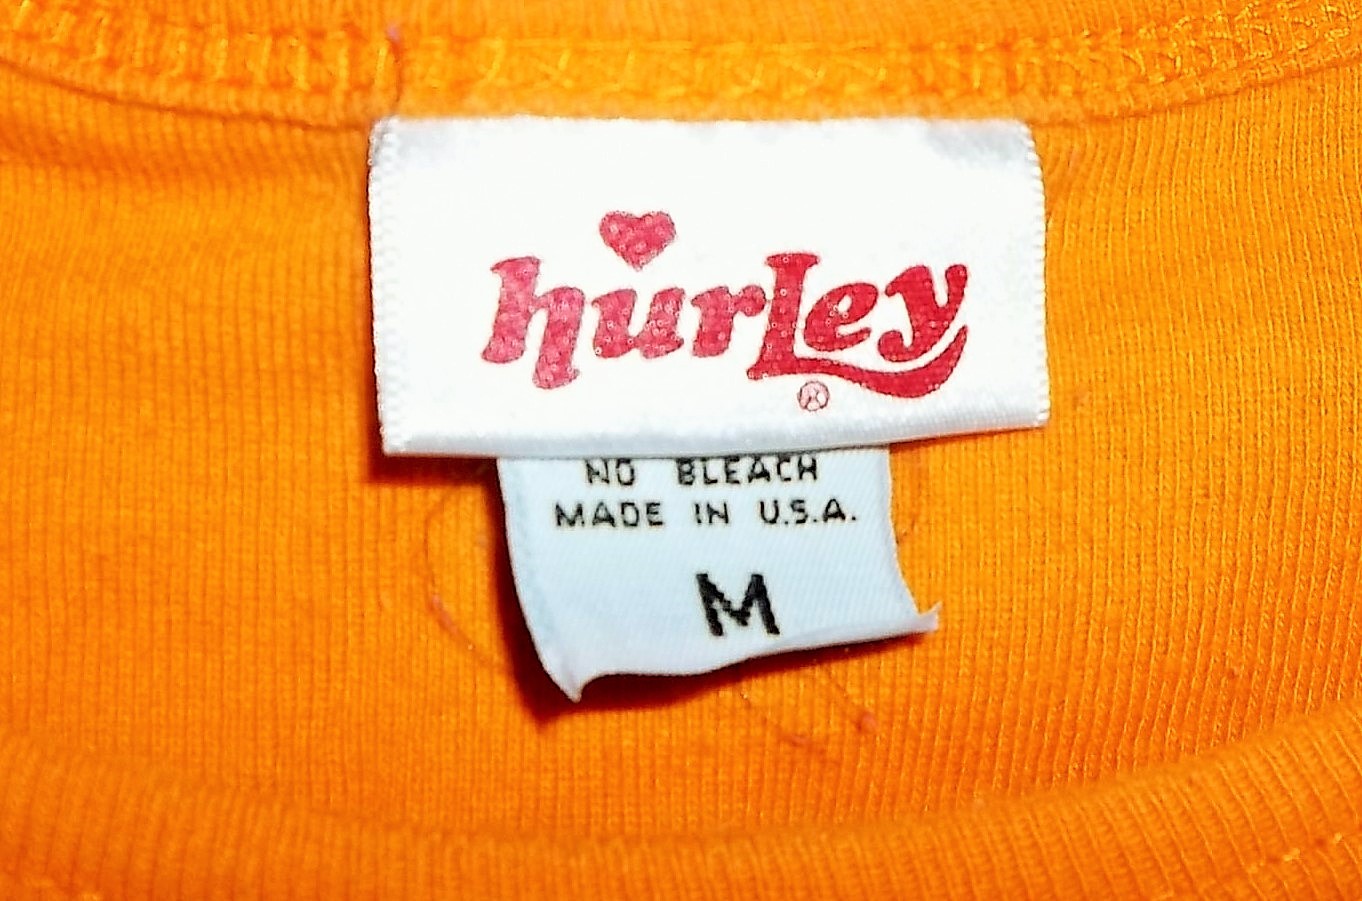 hurLey
®
NO BLEACH
MADE IN U.S.A.
M